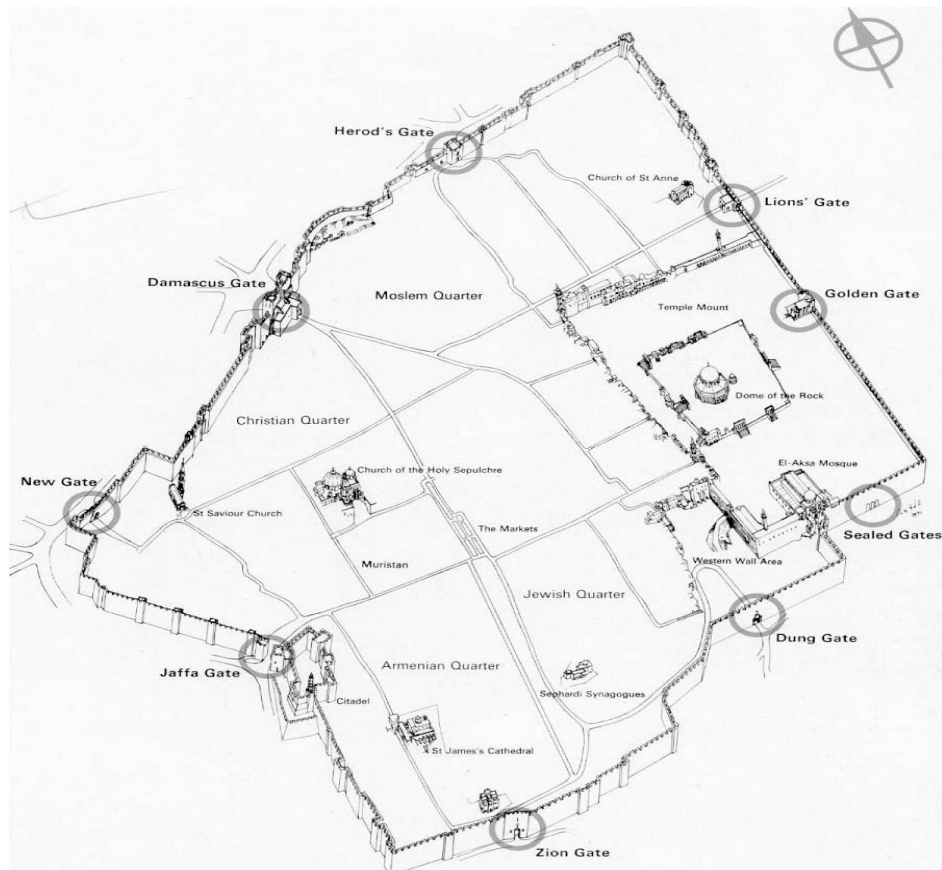 Herod's Gate
Church of St Anne
Lions' Gate
Damascus Gate
Moslem Quarter
Temple Mount
Golden Gate
Dome of the Rock
Christian Quarter
Church of the Holy Sepulchre
El-Aksa Mosque
New Gate
St Saviour Church
The Markets
Sealed Gates
Muristan
Western Wall Area
Jewish Quarter
Dung Gate
Jaffa Gate
Armenian Quarter
Sephardi Synagogues
Citadel
St James's Cathedral
Zion Gate